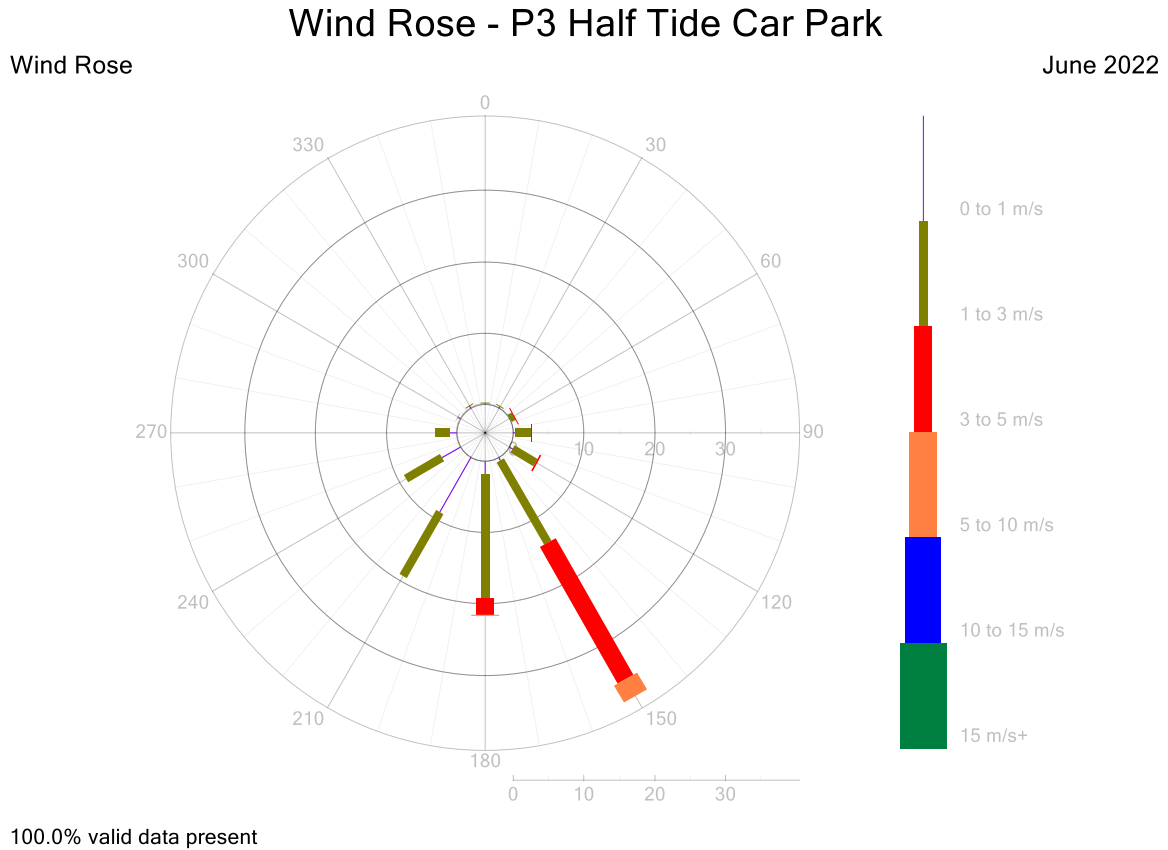 Wind Rose - P3 Half Tide Car Park
Wind Rose
June 2022
0
330
30
300
60
270
90
0 10 20 30
240
120
210
150
180
0 10 20 30
0 to 1 m/s
1 to 3 m/s
3 to 5 m/s
5 to 10 m/s
10 to 15 m/s
15 m/s+
100.0% valid data present